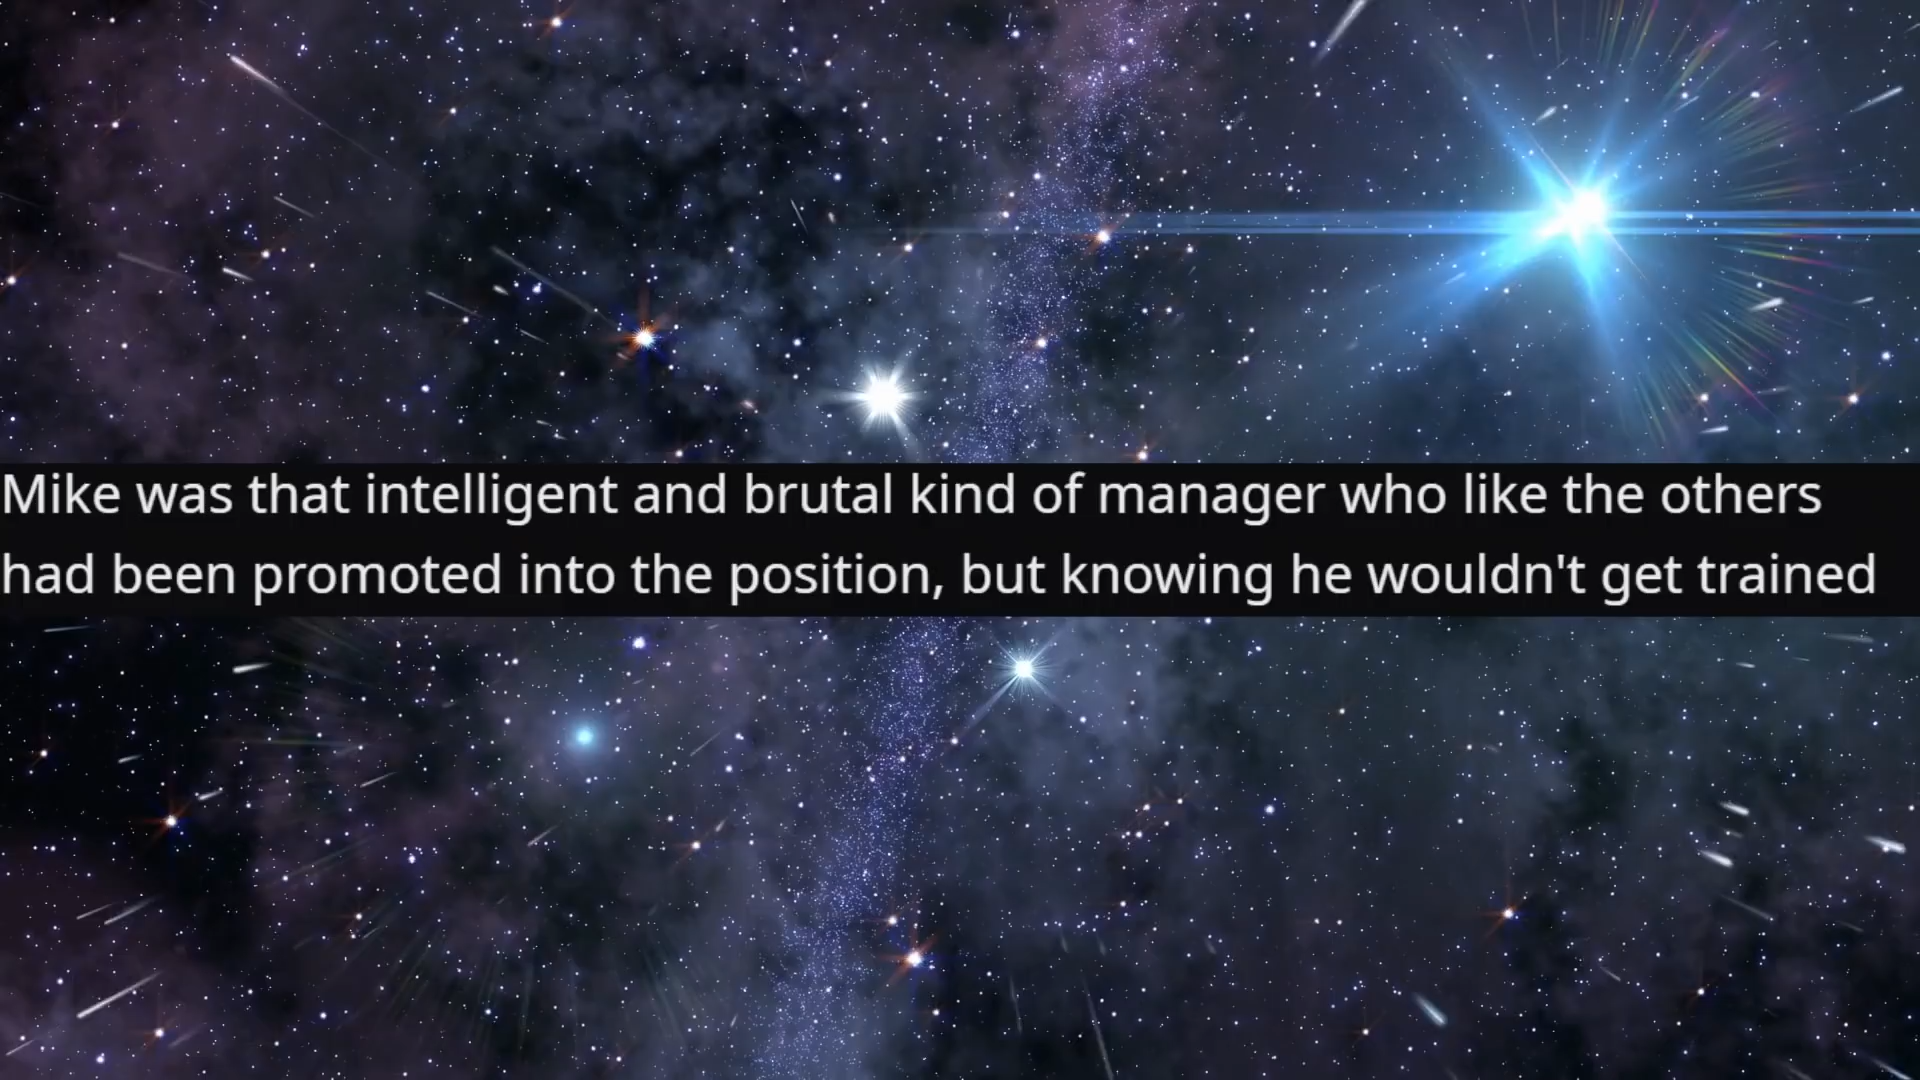 Mike was that intelligent and brutal kind of manager who like the others
had been promoted into the position, but knowing he wouldn't get trained